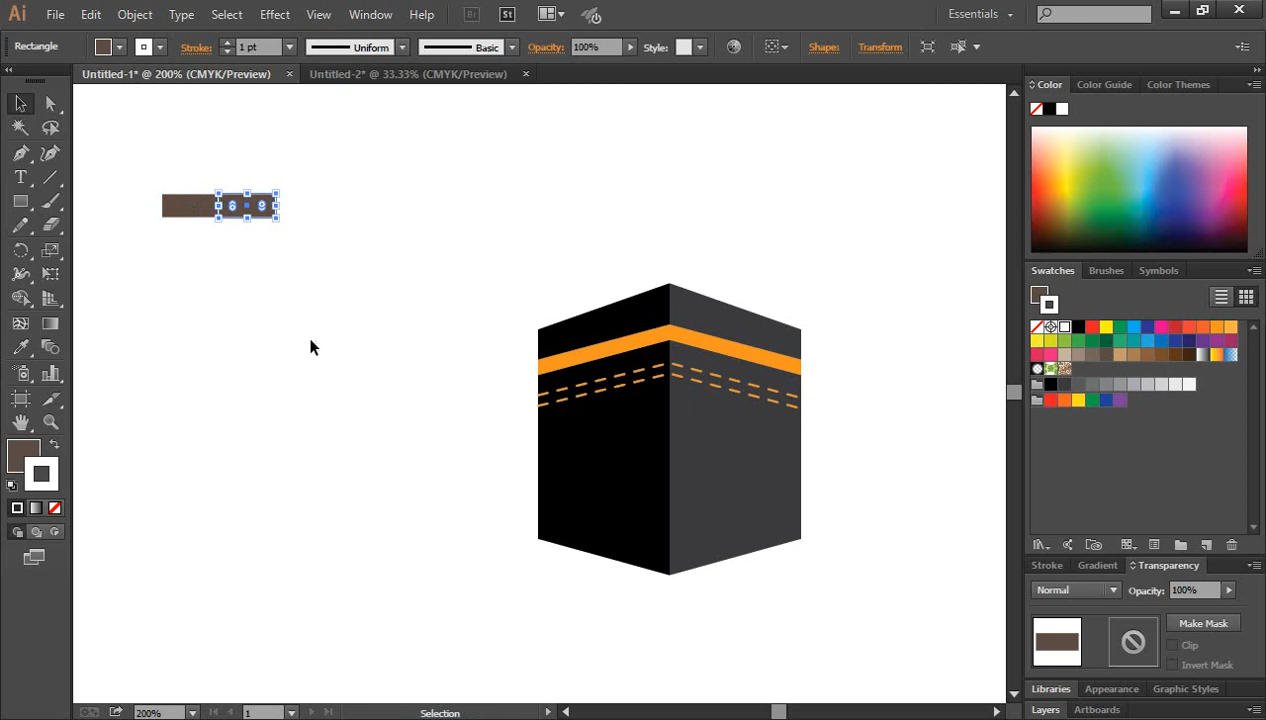 Ai File Edit Object Type Select Effect View Window Help Br St Essentials
Rectangle Stroke: 1 pt Uniform Basic Opacity: 100% Style: Shape: Transform
Untitled-1* @ 200% (CMYK/Preview) × Untitled-2* @ 33.33% (CMYK/Preview) ×
Color Color Guide Color Themes
Swatches Brushes Symbols
Stroke Gradient Transparency
Normal Opacity: 100%
Make Mask
Clip
Invert Mask
Libraries Appearance Graphic Styles
Layers Artboards
200% 1 Selection